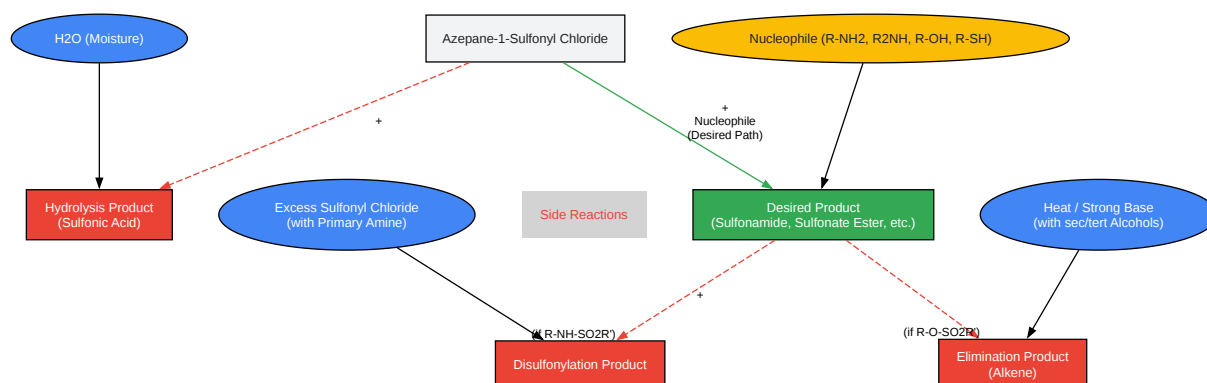 H2O (Moisture)
Azepane-1-Sulfonyl Chloride
Nucleophile (R-NH2, R2NH, R-OH, R-SH)
+
+
Nucleophile
(Desired Path)
Hydrolysis Product
(Sulfonic Acid)
Excess Sulfonyl Chloride
(with Primary Amine)
Side Reactions
Desired Product
(Sulfonamide, Sulfonate Ester, etc.)
Heat / Strong Base
(with sec/tert Alcohols)
+
(if R-NH-SO2R')
(if R-O-SO2R')
Disulfonylation Product
Elimination Product
(Alkene)